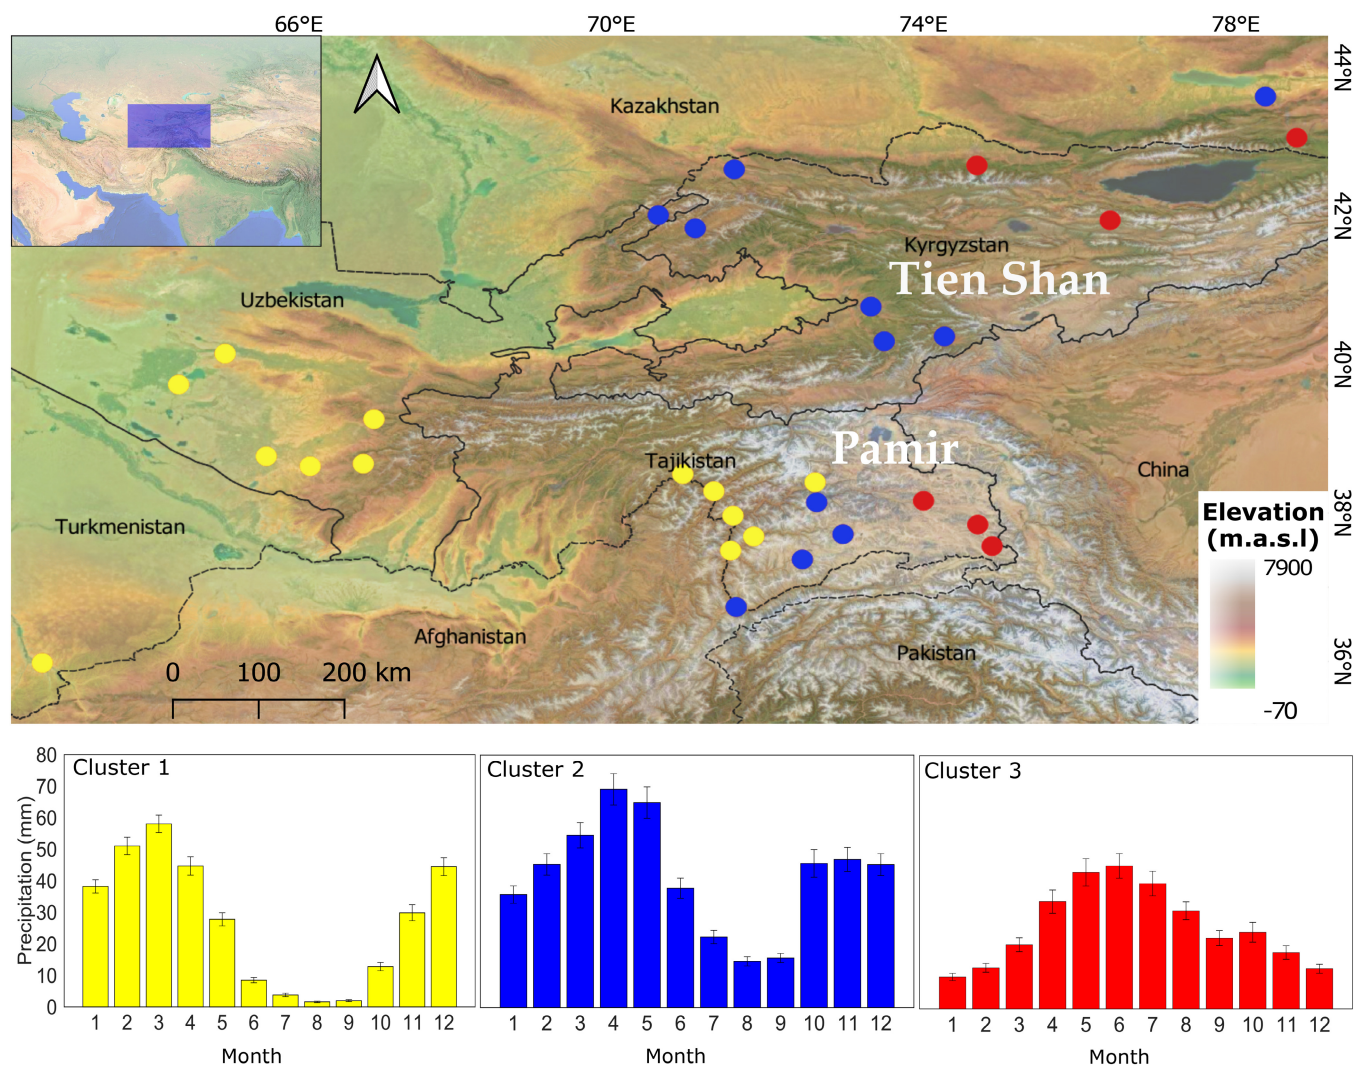 66°E 70°E 74°E 78°E
44°N
Kazakhstan
42°N
Kyrgyzstan
Tien Shan
Uzbekistan
40°N
Pamir
Tajikistan
China
38°N
Turkmenistan
Elevation
(m.a.s.l)
7900
Afghanistan
Pakistan
36°N
0 100 200 km
-70
80
70
60
50
40
30
20
10
0
Precipitation (mm)
Cluster 1
1 2 3 4 5 6 7 8 9 10 11 12
Month
Cluster 2
1 2 3 4 5 6 7 8 9 10 11 12
Month
Cluster 3
1 2 3 4 5 6 7 8 9 10 11 12
Month